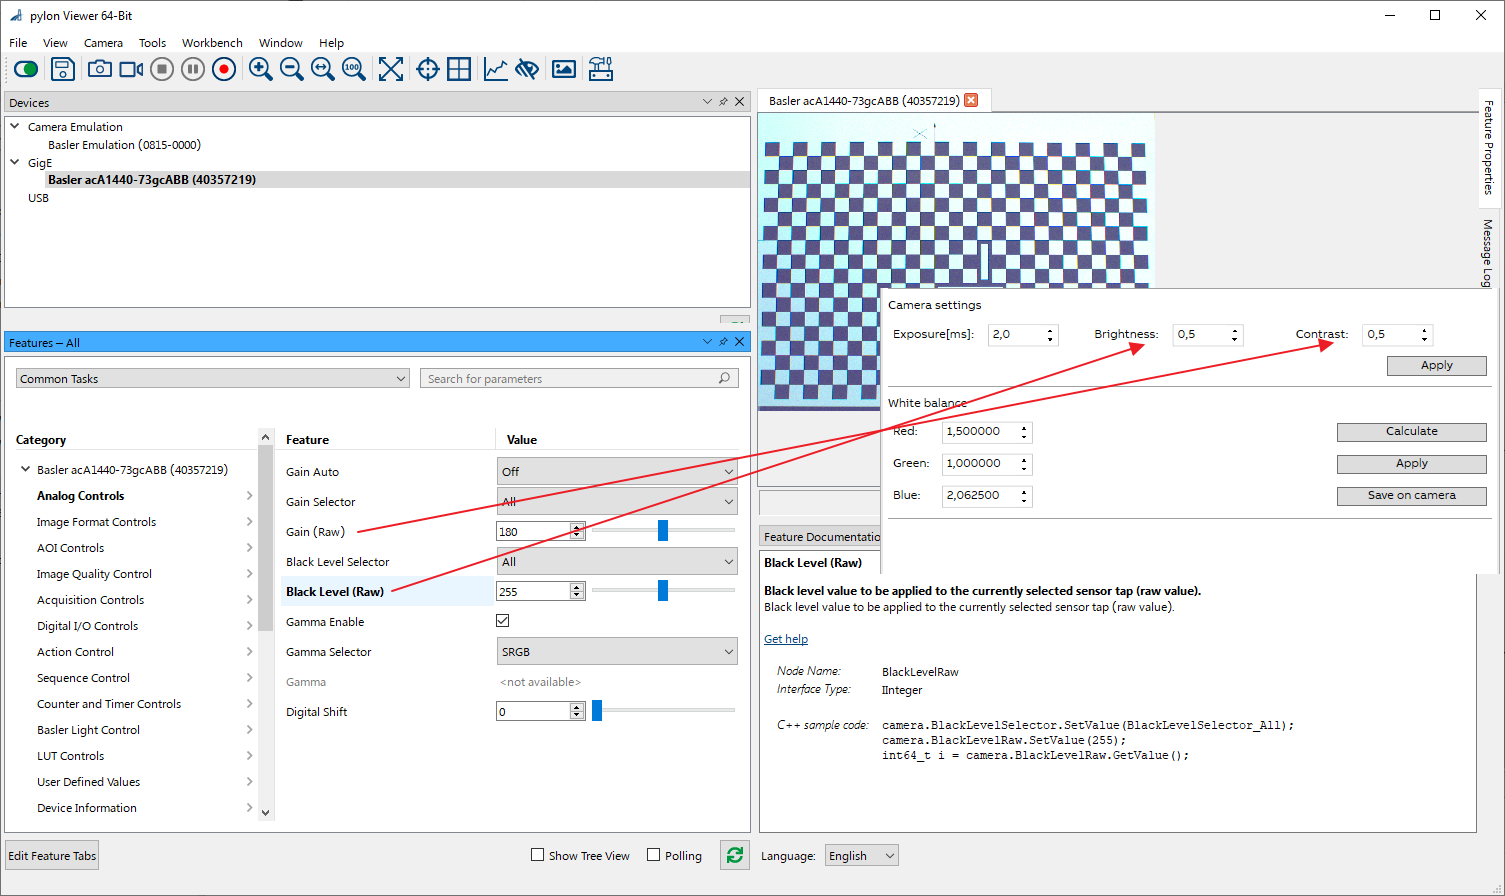 pylon Viewer 64-Bit
File View Camera Tools Workbench Window Help
100
Devices
Camera Emulation
Basler Emulation (0815-0000)
GigE
Basler acA1440-73gcABB (40357219)
USB
Features – All
Common Tasks
Search for parameters
Category
Basler acA1440-73gcABB (40357219)
Analog Controls
Image Format Controls
AOI Controls
Image Quality Control
Acquisition Controls
Digital I/O Controls
Action Control
Sequence Control
Counter and Timer Controls
Basler Light Control
LUT Controls
User Defined Values
Device Information
Feature Value
Gain Auto Off
Gain Selector All
Gain (Raw) 180
Black Level Selector All
Black Level (Raw) 255
Gamma Enable
Gamma Selector SRGB
Gamma <not available>
Digital Shift 0
Edit Feature Tabs
Show Tree View Polling
Basler acA1440-73gcABB (40357219)
Feature Properties
Message Log
Camera settings
Exposure[ms]: 2,0 Brightness: 0,5 Contrast: 0,5
Apply
White balance
Red: 1,500000 Calculate
Green: 1,000000 Apply
Blue: 2,062500 Save on camera
Feature Documentatio
Black Level (Raw)
Black level value to be applied to the currently selected sensor tap (raw value).
Black level value to be applied to the currently selected sensor tap (raw value).
Get help
Node Name: BlackLevelRaw
Interface Type: IInteger
C++ sample code: camera.BlackLevelSelector.SetValue(BlackLevelSelector_All);
camera.BlackLevelRaw.SetValue(255);
int64_t i = camera.BlackLevelRaw.GetValue();
Language: English